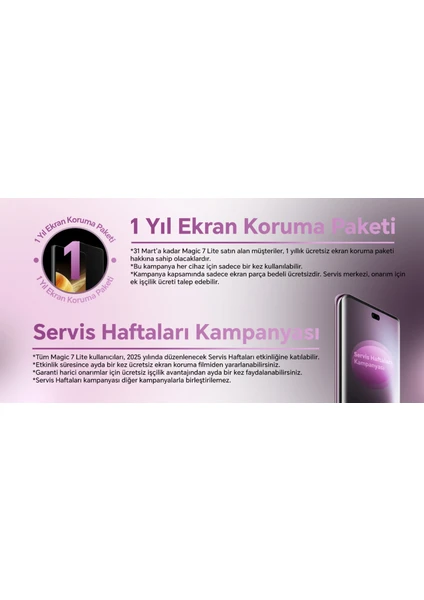 1 Yıl Ekran Koruma Paketi
1
1 Yıl Ekran Koruma Paketi
1 Yıl Ekran Koruma Paketi
*31 Mart'a kadar Magic 7 Lite satın alan müşteriler, 1 yıllık ücretsiz ekran koruma paketi
hakkına sahip olacaklardır.
*Bu kampanya her cihaz için sadece bir kez kullanılabilir.
*Kampanya kapsamında sadece ekran parça bedeli ücretsizdir. Servis merkezi, onarım için
ek işçilik ücreti talep edebilir.
Servis Haftaları Kampanyası
*Tüm Magic 7 Lite kullanıcıları, 2025 yılında düzenlenecek Servis Haftaları etkinliğine katılabilir.
*Etkinlik süresince ayda bir kez ücretsiz ekran koruma filmiden yararlanabilirsiniz.
*Garanti harici onarımlar için ücretsiz işçilik avantajından ayda bir kez faydalanabilirsiniz.
*Servis Haftaları kampanyası diğer kampanyalarla birleştirilemez.
Servis Haftaları
Kampanyası